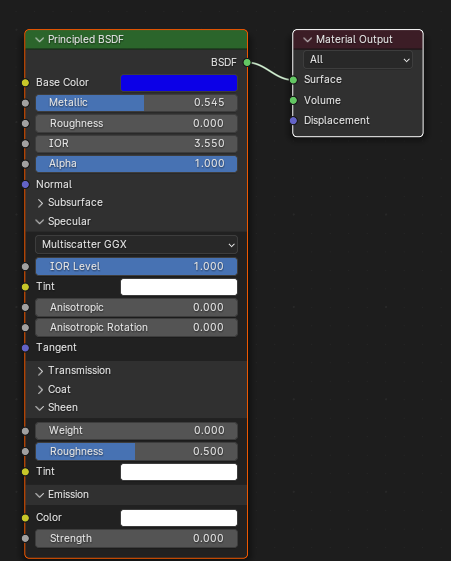 Principled BSDF
BSDF
Base Color
Metallic 0.545
Roughness 0.000
IOR 3.550
Alpha 1.000
Normal
Subsurface
Specular
Multiscatter GGX
IOR Level 1.000
Tint
Anisotropic 0.000
Anisotropic Rotation 0.000
Tangent
Transmission
Coat
Sheen
Weight 0.000
Roughness 0.500
Tint
Emission
Color
Strength 0.000
Material Output
All
Surface
Volume
Displacement